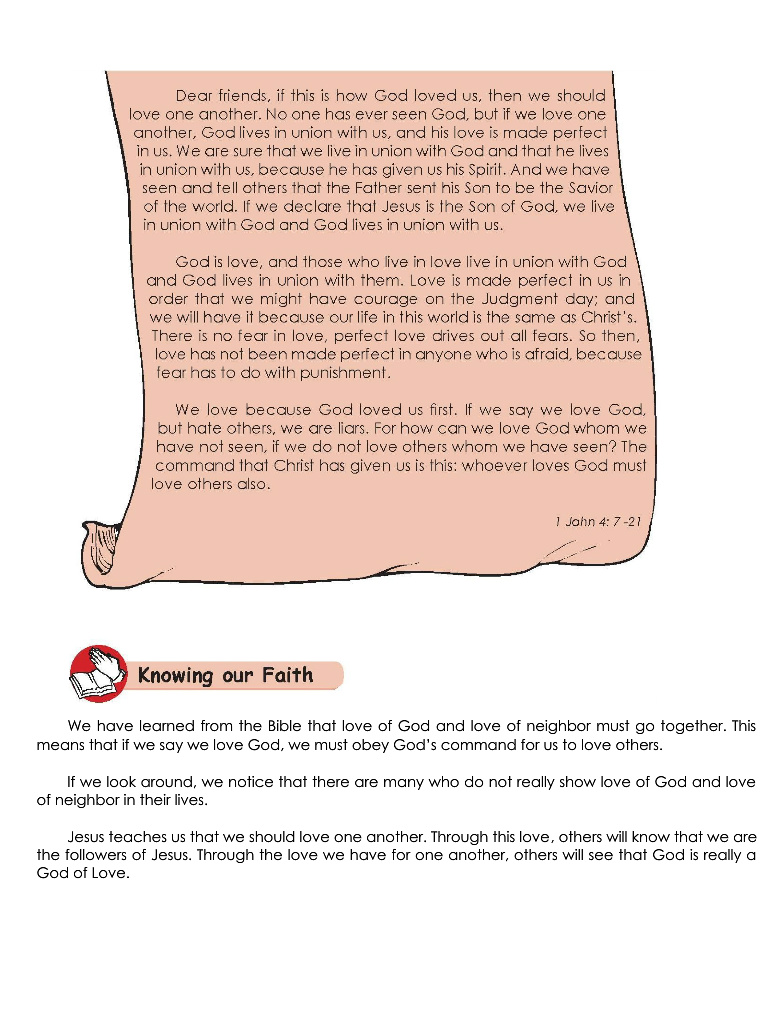 Dear friends, if this is how God loved us, then we should
love one another. No one has ever seen God, but if we love one
another, God lives in union with us, and his love is made perfect
in us. We are sure that we live in union with God and that he lives
in union with us, because he has given us his Spirit. And we have
seen and tell others that the Father sent his Son to be the Savior
of the world. If we declare that Jesus is the Son of God, we live
in union with God and God lives in union with us.
God is love, and those who live in love live in union with God
and God lives in union with them. Love is made perfect in us in
order that we might have courage on the Judgment day; and
we will have it because our life in this world is the same as Christ's.
There is no fear in love, perfect love drives out all fears. So then,
love has not been made perfect in anyone who is afraid, because
fear has to do with punishment.
We love because God loved us first. If we say we love God,
but hate others, we are liars. For how can we love God whom we
have not seen, if we do not love others whom we have seen? The
command that Christ has given us is this: whoever loves God must
love others also.
1 Jahn 4: 7 -21
Knowing our Faith
We have learned from the Bible that love of God and love of neighbor must go together. This
means that if we say we love God, we must obey God's command for us to love others.
If we look around, we notice that there are many who do not really show love of God and love
of neighbor in their lives.
Jesus teaches us that we should love one another. Through this love, others will know that we are
the followers of Jesus. Through the love we have for one another, others will see that God is really a
God of Love.